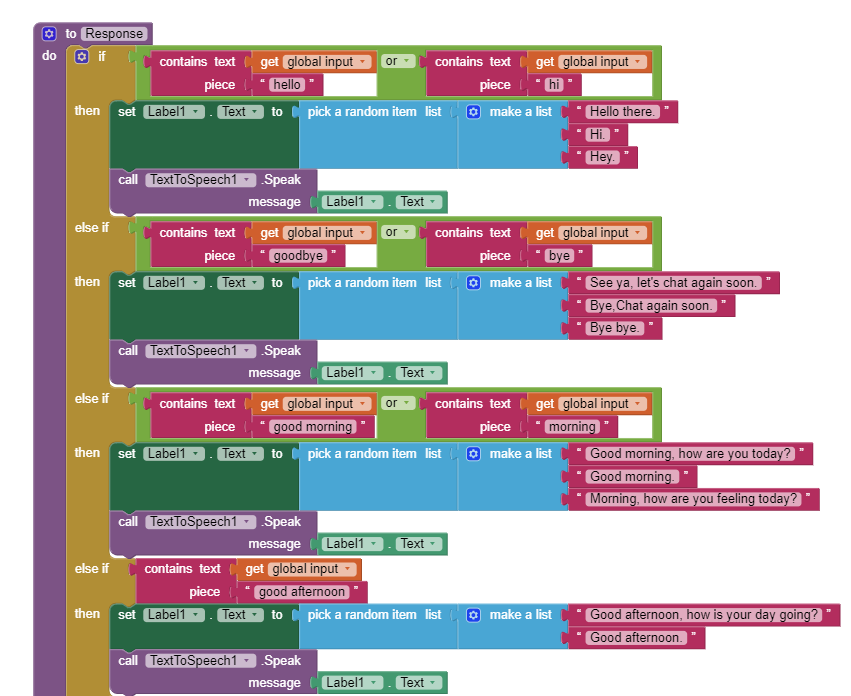 to Response
do if contains text get global input or contains text get global input
piece " hello " piece " hi "
then set Label1 . Text to pick a random item list make a list " Hello there. "
" Hi. "
" Hey. "
call TextToSpeech1 .Speak
message Label1 . Text
else if contains text get global input or contains text get global input
piece " goodbye " piece " bye "
then set Label1 . Text to pick a random item list make a list " See ya, let's chat again soon. "
" Bye,Chat again soon. "
" Bye bye. "
call TextToSpeech1 .Speak
message Label1 . Text
else if contains text get global input or contains text get global input
piece " good morning " piece " morning "
then set Label1 . Text to pick a random item list make a list " Good morning, how are you today? "
" Good morning. "
" Morning, how are you feeling today? "
call TextToSpeech1 .Speak
message Label1 . Text
else if contains text get global input
piece " good afternoon "
then set Label1 . Text to pick a random item list make a list " Good afternoon, how is your day going? "
" Good afternoon. "
call TextToSpeech1 .Speak
message Label1 . Text